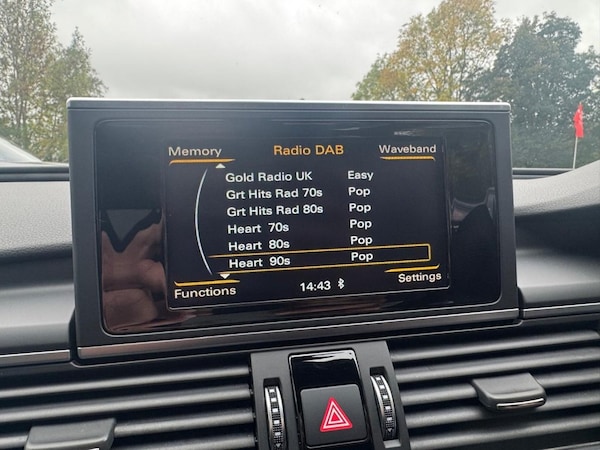 Memory Radio DAB Waveband
Gold Radio UK Easy
Grt Hits Rad 70s Pop
Grt Hits Rad 80s Pop
Heart 70s Pop
Heart 80s Pop
Heart 90s Pop
Functions 14:43 Settings